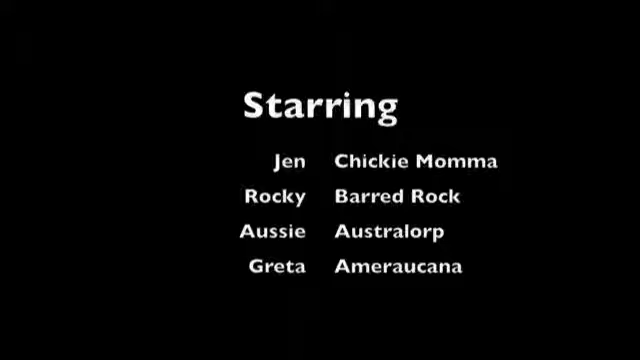 Starring
Jen Chickie Momma
Rocky Barred Rock
Aussie Australorp
Greta Ameraucana